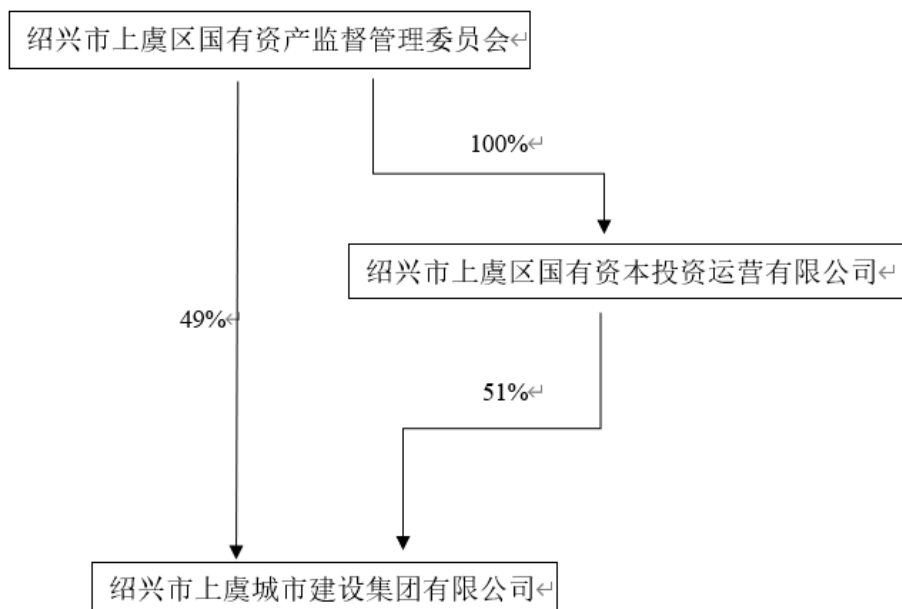 绍兴市上虞区国有资产监督管理委员会↵
100%↵
绍兴市上虞区国有资本投资运营有限公司↵
49%↵
51%↵
绍兴市上虞城市建设集团有限公司↵